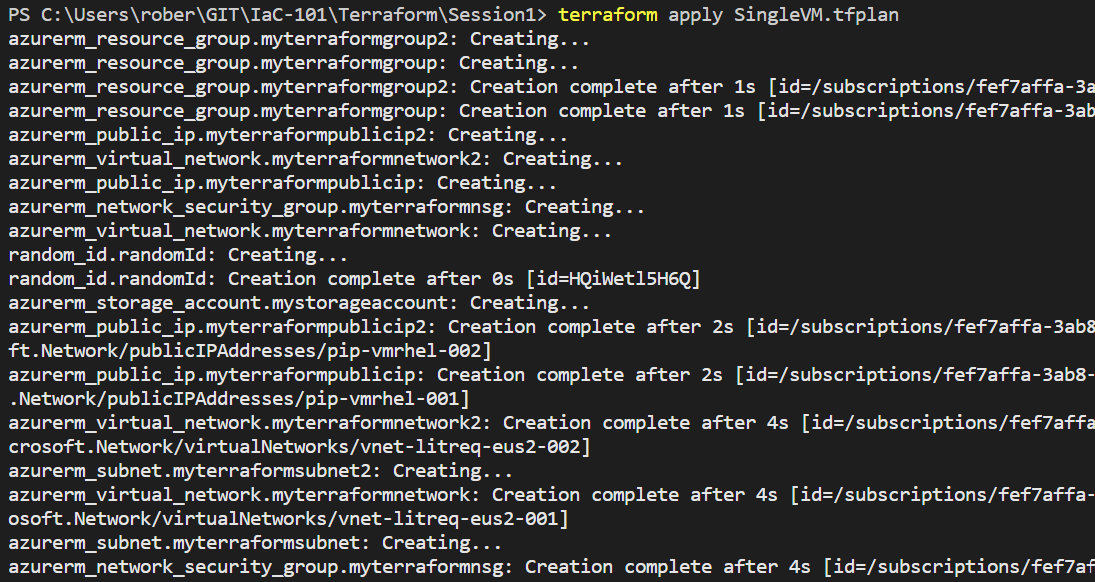 PS C:\Users\rober\GIT\IaC-101\Terraform\Session1> terraform apply SingleVM.tfplan
azurerm_resource_group.myterraformgroup2: Creating...
azurerm_resource_group.myterraformgroup: Creating...
azurerm_resource_group.myterraformgroup2: Creation complete after 1s [id=/subscriptions/fef7affa-3a
azurerm_resource_group.myterraformgroup: Creation complete after 1s [id=/subscriptions/fef7affa-3ab
azurerm_public_ip.myterraformpublicip2: Creating...
azurerm_virtual_network.myterraformnetwork2: Creating...
azurerm_public_ip.myterraformpublicip: Creating...
azurerm_network_security_group.myterraformnsg: Creating...
azurerm_virtual_network.myterraformnetwork: Creating...
random_id.randomId: Creating...
random_id.randomId: Creation complete after 0s [id=HQiWetl5H6Q]
azurerm_storage_account.mystorageaccount: Creating...
azurerm_public_ip.myterraformpublicip2: Creation complete after 2s [id=/subscriptions/fef7affa-3ab8
ft.Network/publicIPAddresses/pip-vmrhel-002]
azurerm_public_ip.myterraformpublicip: Creation complete after 2s [id=/subscriptions/fef7affa-3ab8-
.Network/publicIPAddresses/pip-vmrhel-001]
azurerm_virtual_network.myterraformnetwork2: Creation complete after 4s [id=/subscriptions/fef7affa
crosoft.Network/virtualNetworks/vnet-litreq-eus2-002]
azurerm_subnet.myterraformsubnet2: Creating...
azurerm_virtual_network.myterraformnetwork: Creation complete after 4s [id=/subscriptions/fef7affa-
osoft.Network/virtualNetworks/vnet-litreq-eus2-001]
azurerm_subnet.myterraformsubnet: Creating...
azurerm_network_security_group.myterraformnsg: Creation complete after 4s [id=/subscriptions/fef7af